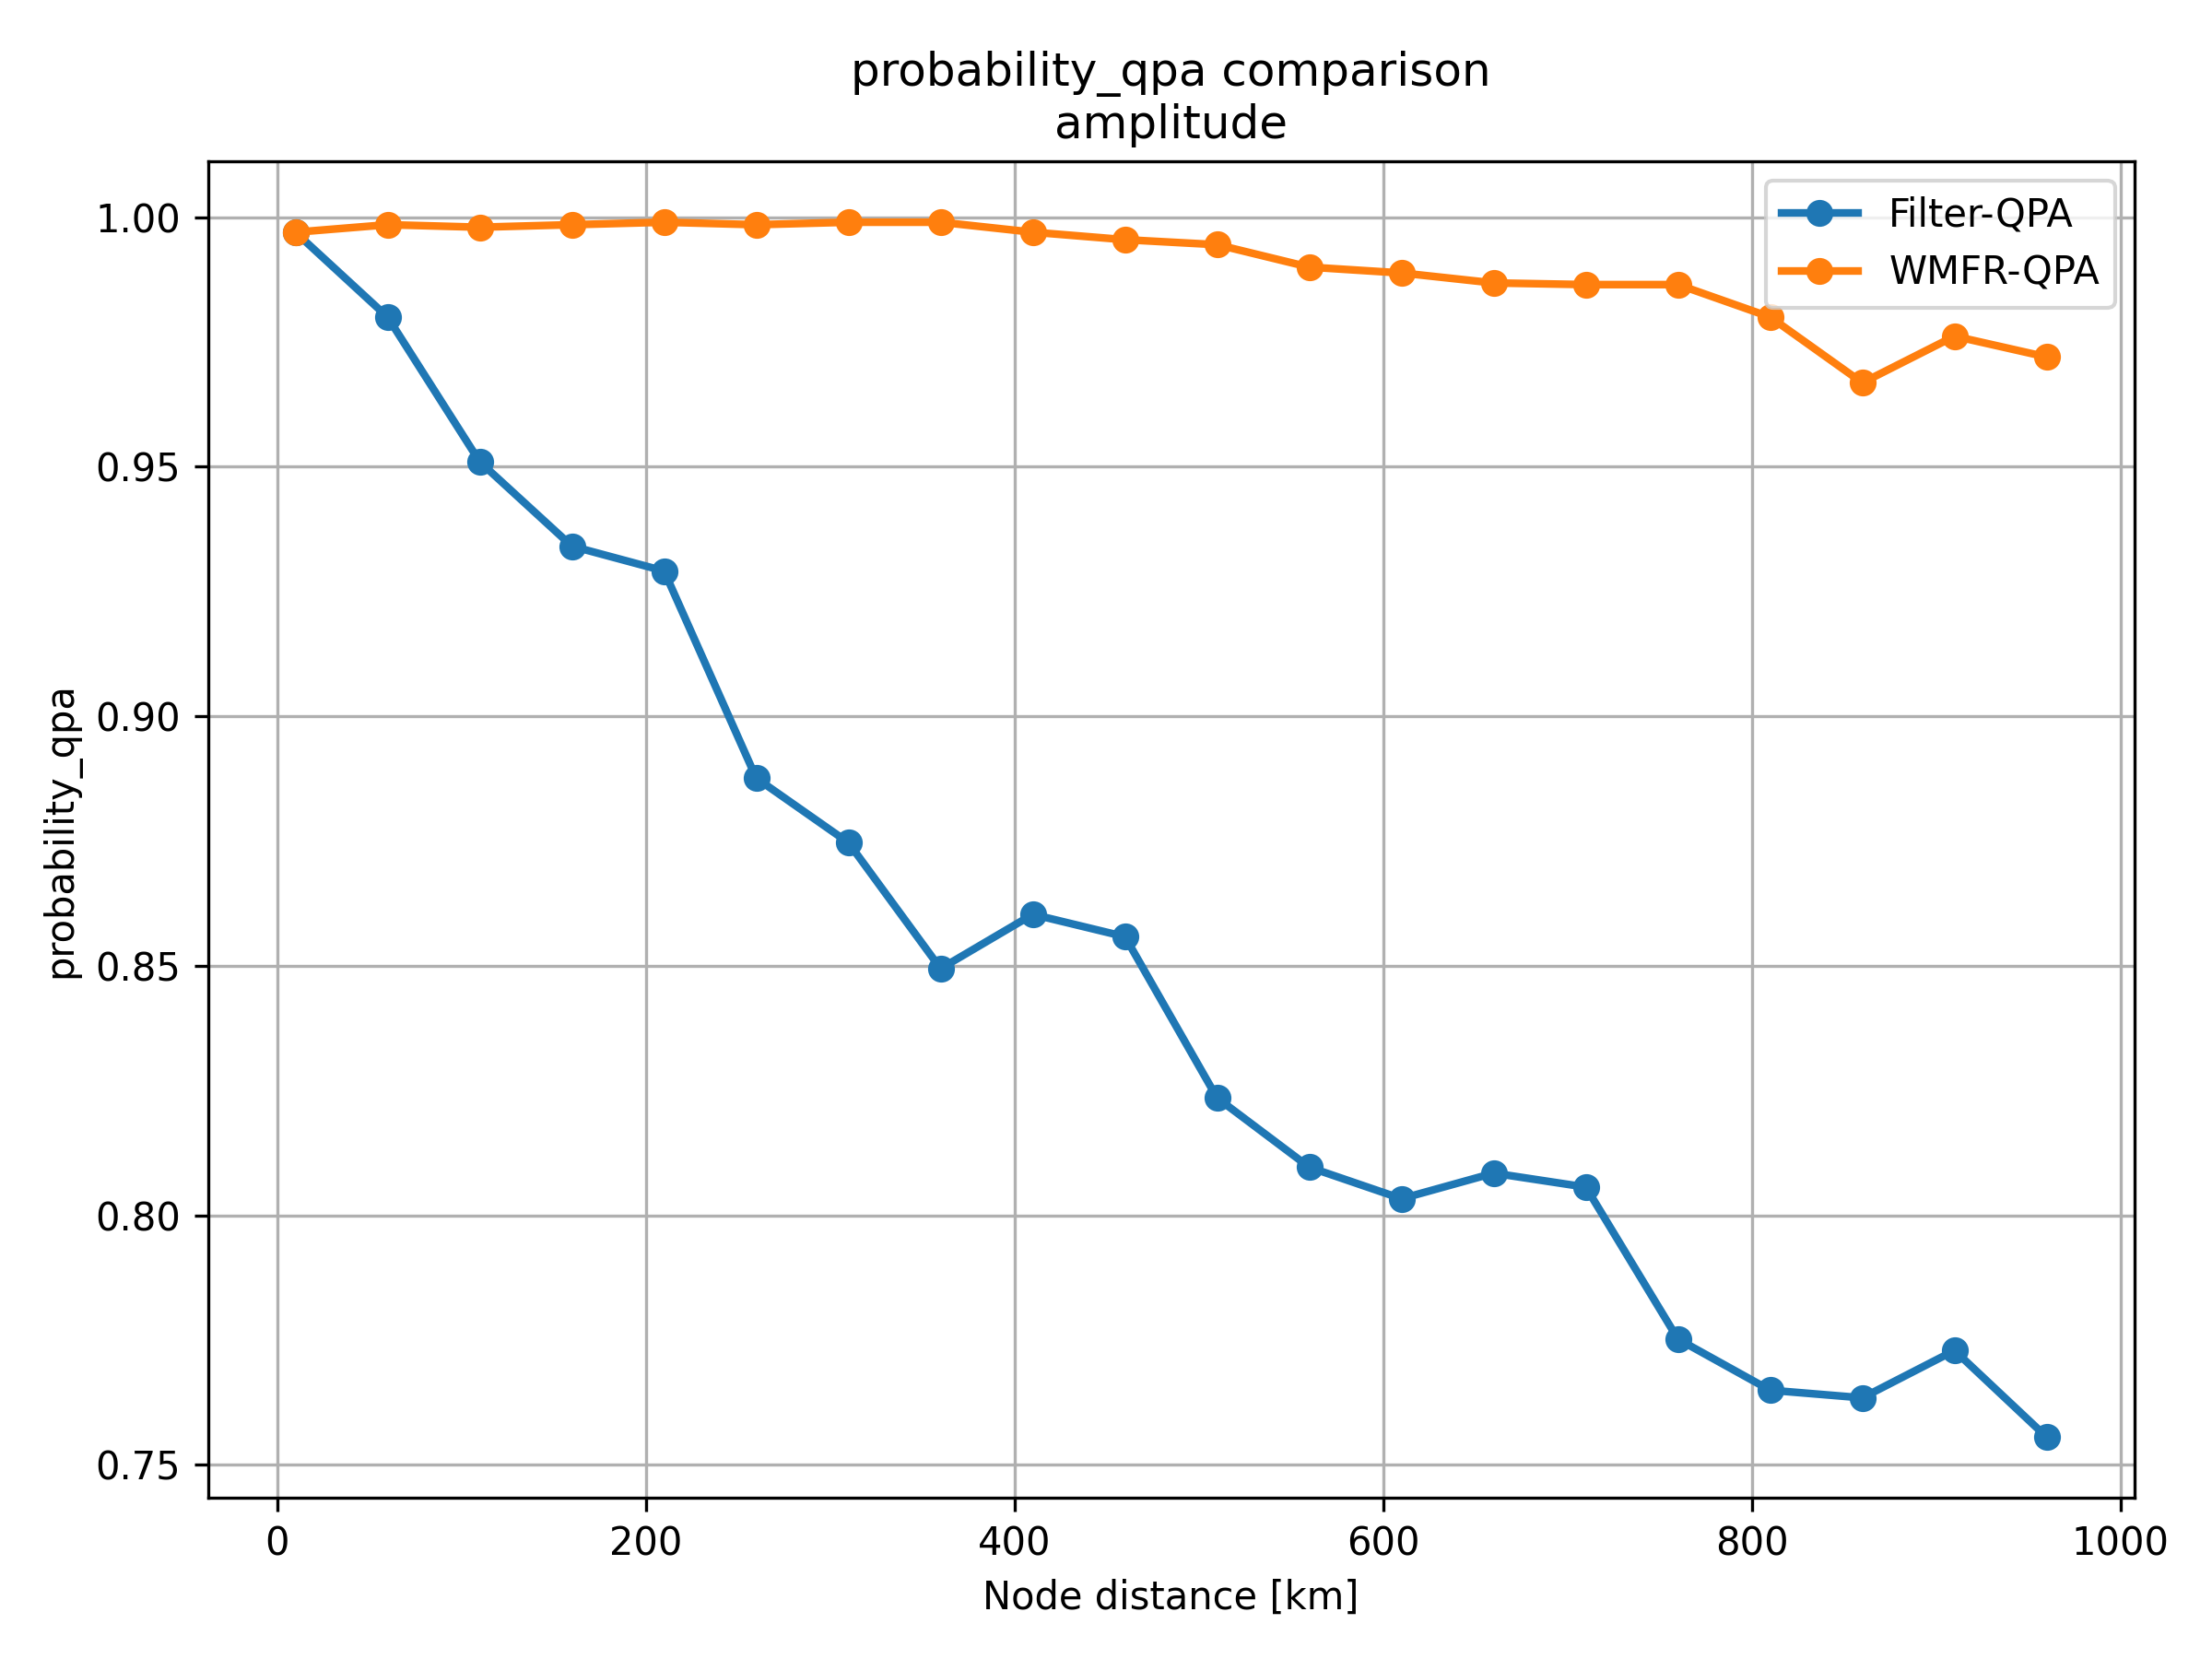 probability_qpa comparison
amplitude
Filter-QPA
WMFR-QPA
1.00
0.95
0.90
0.85
0.80
0.75
probability_qpa
0 200 400 600 800 1000
Node distance [km]